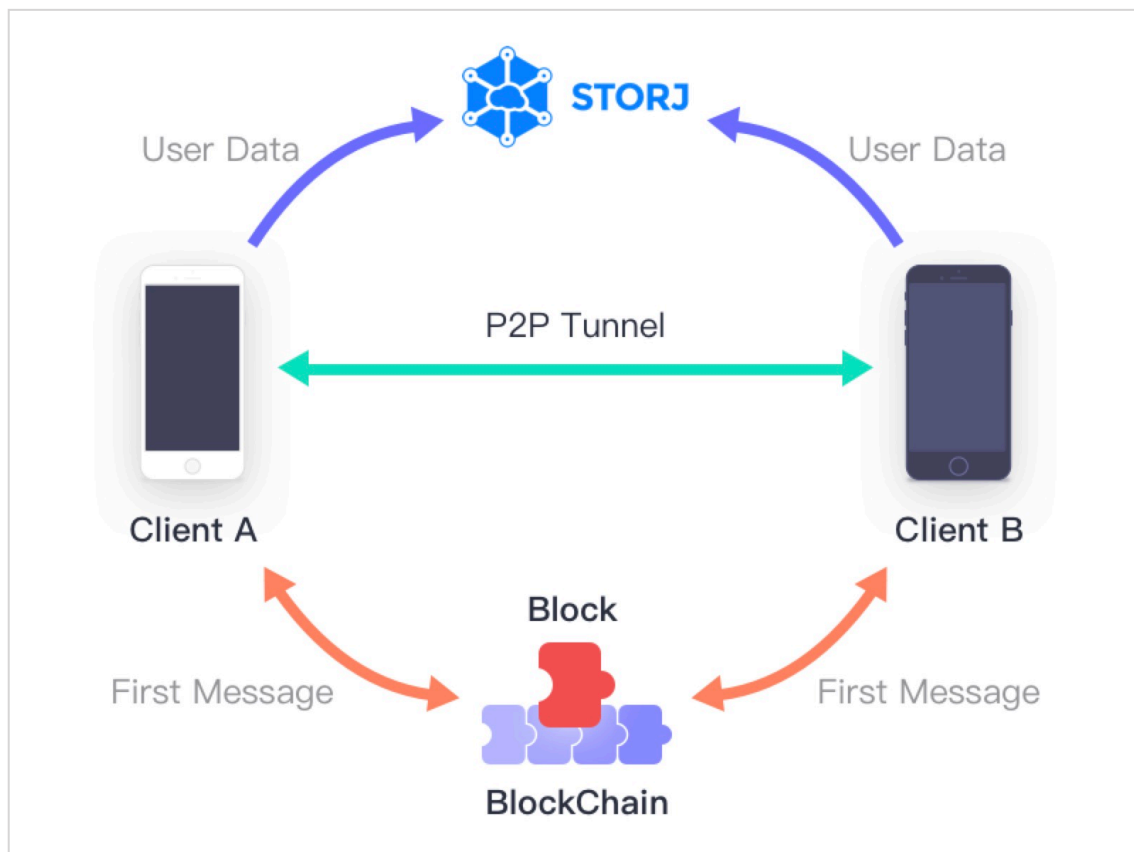 STORJ
User Data
User Data
P2P Tunnel
Client A
Client B
Block
First Message
First Message
BlockChain